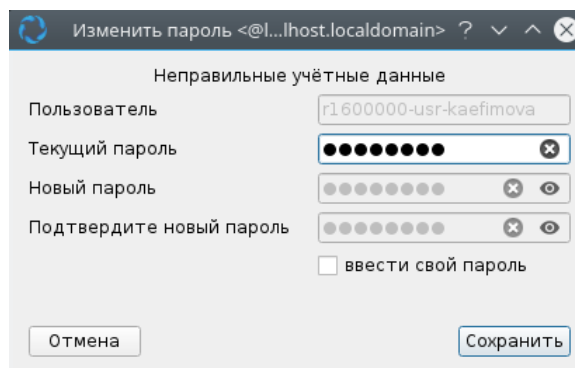 Изменить пароль <@l...lhost.localdomain> ?
Неправильные учётные данные
Пользователь r1600000-usr-kaefimova
Текущий пароль ●●●●●●●●
Новый пароль ●●●●●●●●
Подтвердите новый пароль ●●●●●●●●
ввести свой пароль
Отмена Сохранить